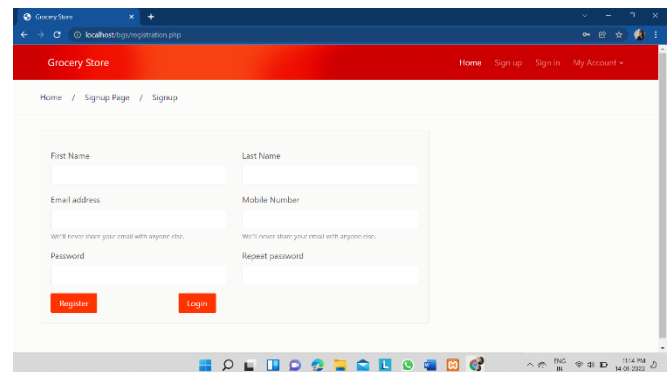 Grocery Store
localhost/bgs/registration.php
Grocery Store Home Sign up Sign in My Account
Home / Signup Page / Signup
First Name Last Name
Email address Mobile Number
We'll never share your email with anyone else. We'll never share your email with anyone else.
Password Repeat password
Register Login
ENG 11:14 PM
IN 14-01-2022